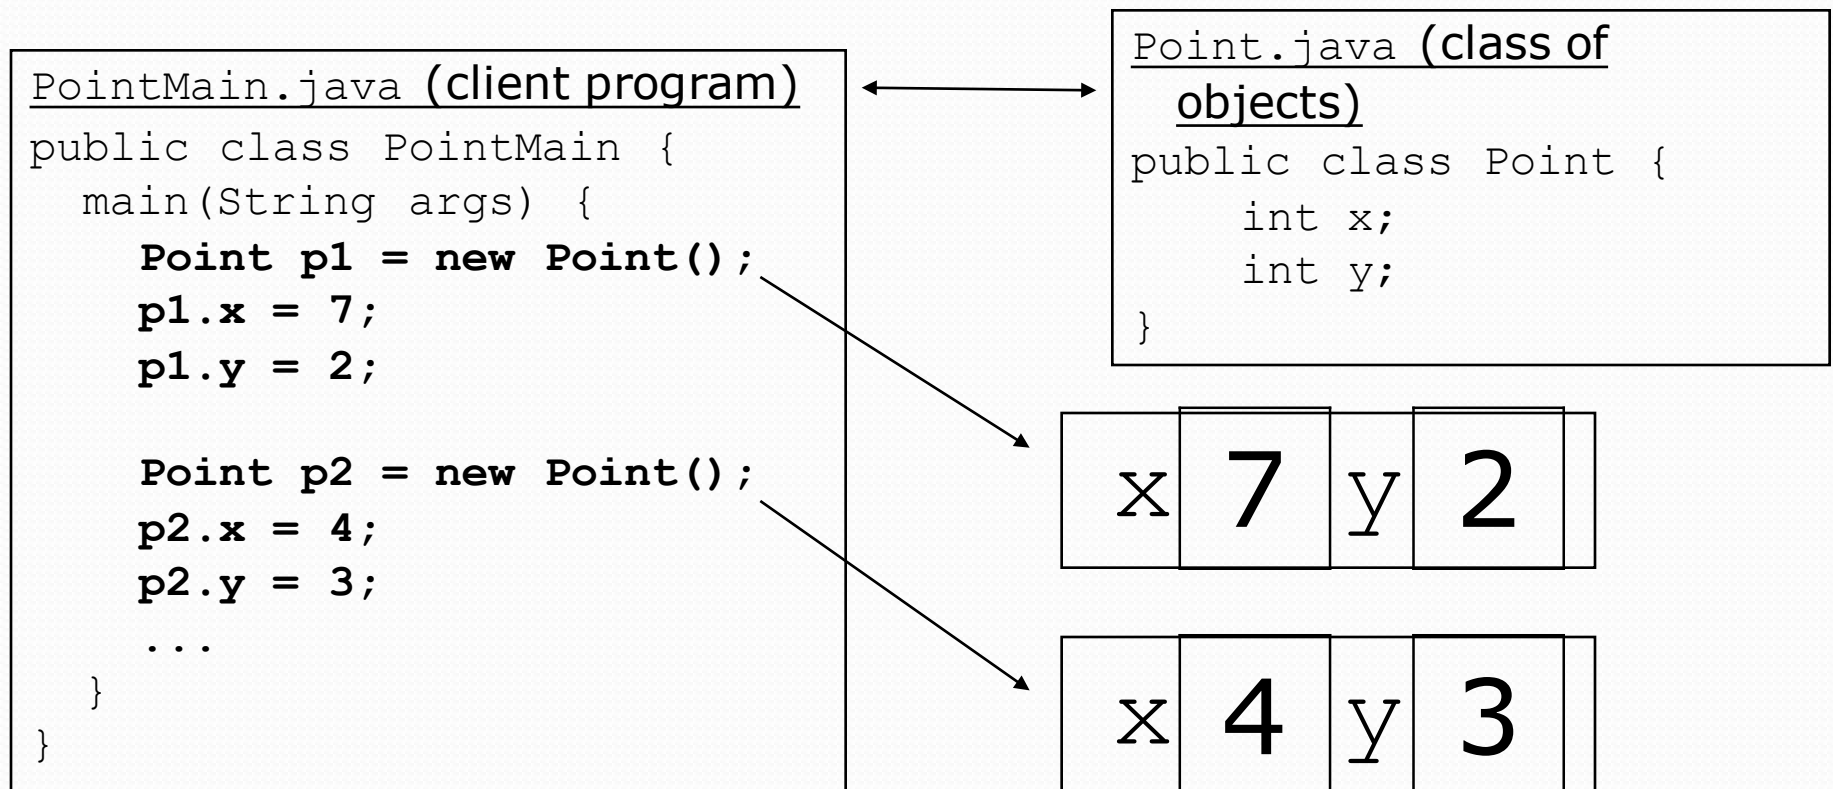 PointMain.java (client program)
public class PointMain {
main(String args) {
Point p1 = new Point();
p1.x = 7;
p1.y = 2;
Point p2 = new Point();
p2.x = 4;
p2.y = 3;
...
}
}
Point.java (class of
objects)
public class Point {
int x;
int y;
}
x 7 y 2
x 4 y 3